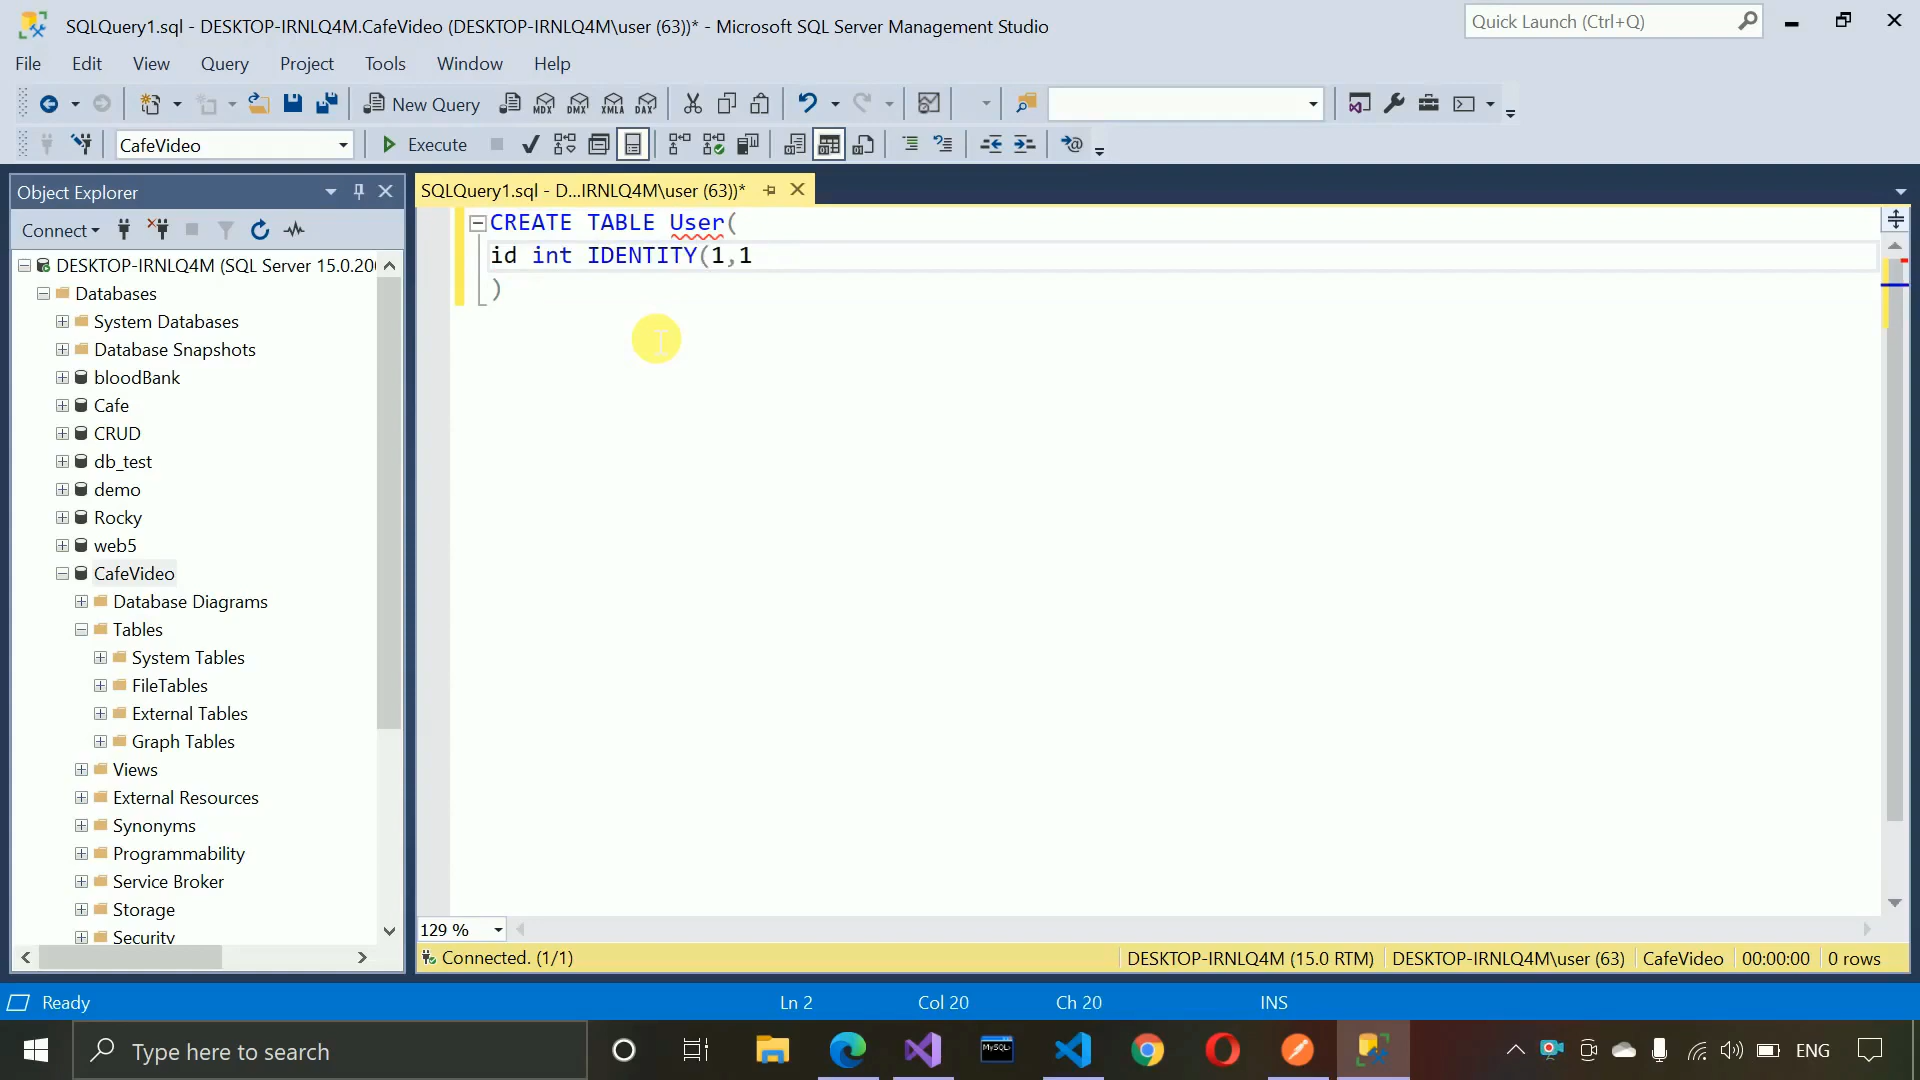 SQLQuery1.sql - DESKTOP-IRNLQ4M.CafeVideo (DESKTOP-IRNLQ4M\user (63))* - Microsoft SQL Server Management Studio
Quick Launch (Ctrl+Q)
File Edit View Query Project Tools Window Help
New Query MDX DMX XMLA DAX
CafeVideo Execute
Object Explorer
SQLQuery1.sql - D...IRNLQ4M\user (63))*
Connect
CREATE TABLE User(
id int IDENTITY(1,1
)
DESKTOP-IRNLQ4M (SQL Server 15.0.200
Databases
System Databases
Database Snapshots
bloodBank
Cafe
CRUD
db_test
demo
Rocky
web5
CafeVideo
Database Diagrams
Tables
System Tables
FileTables
External Tables
Graph Tables
Views
External Resources
Synonyms
Programmability
Service Broker
Storage
Security
129 %
Connected. (1/1) DESKTOP-IRNLQ4M (15.0 RTM) DESKTOP-IRNLQ4M\user (63) CafeVideo 00:00:00 0 rows
Ready Ln 2 Col 20 Ch 20 INS
Type here to search
MySQL
ENG